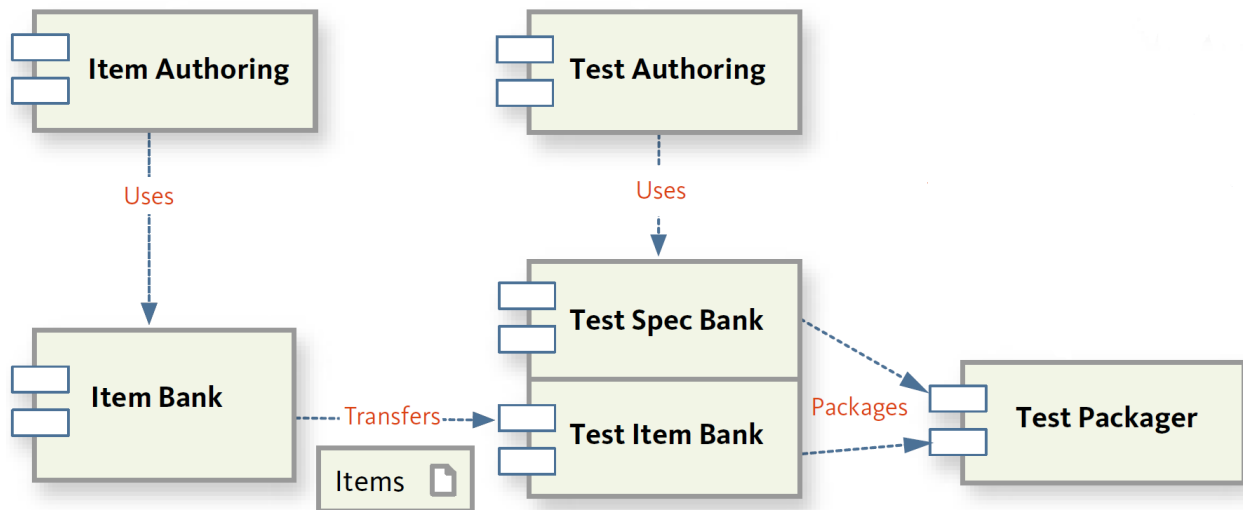 Item Authoring
Test Authoring
Uses
Uses
Test Spec Bank
Item Bank
Transfers
Packages
Test Item Bank
Test Packager
Items